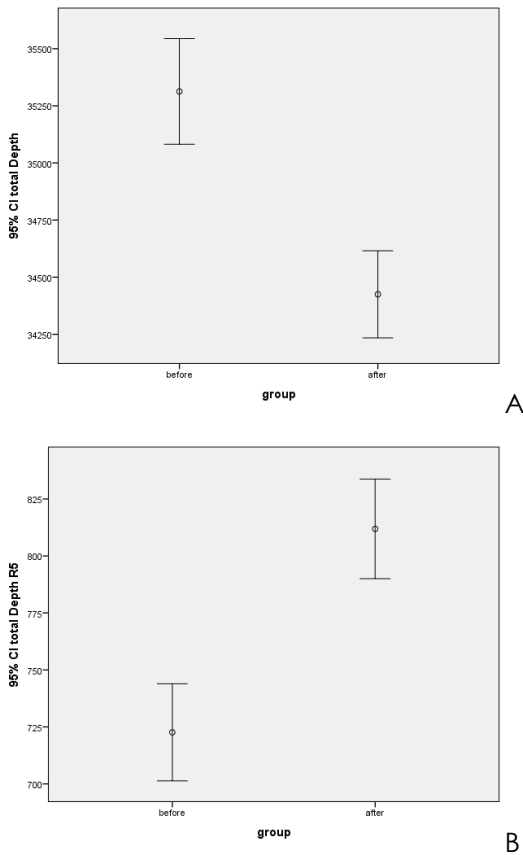 35500
35250
35000
34750
34500
34250
95% CI total Depth
before after
group
A
825
800
775
750
725
700
95% CI total Depth R5
before after
group
B